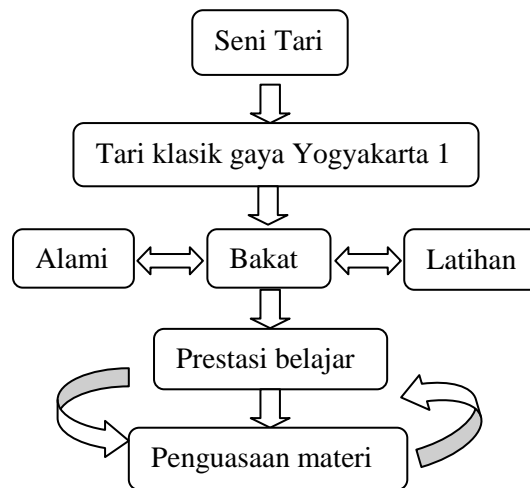 Seni Tari
Tari klasik gaya Yogyakarta 1
Alami
Bakat
Latihan
Prestasi belajar
Penguasaan materi